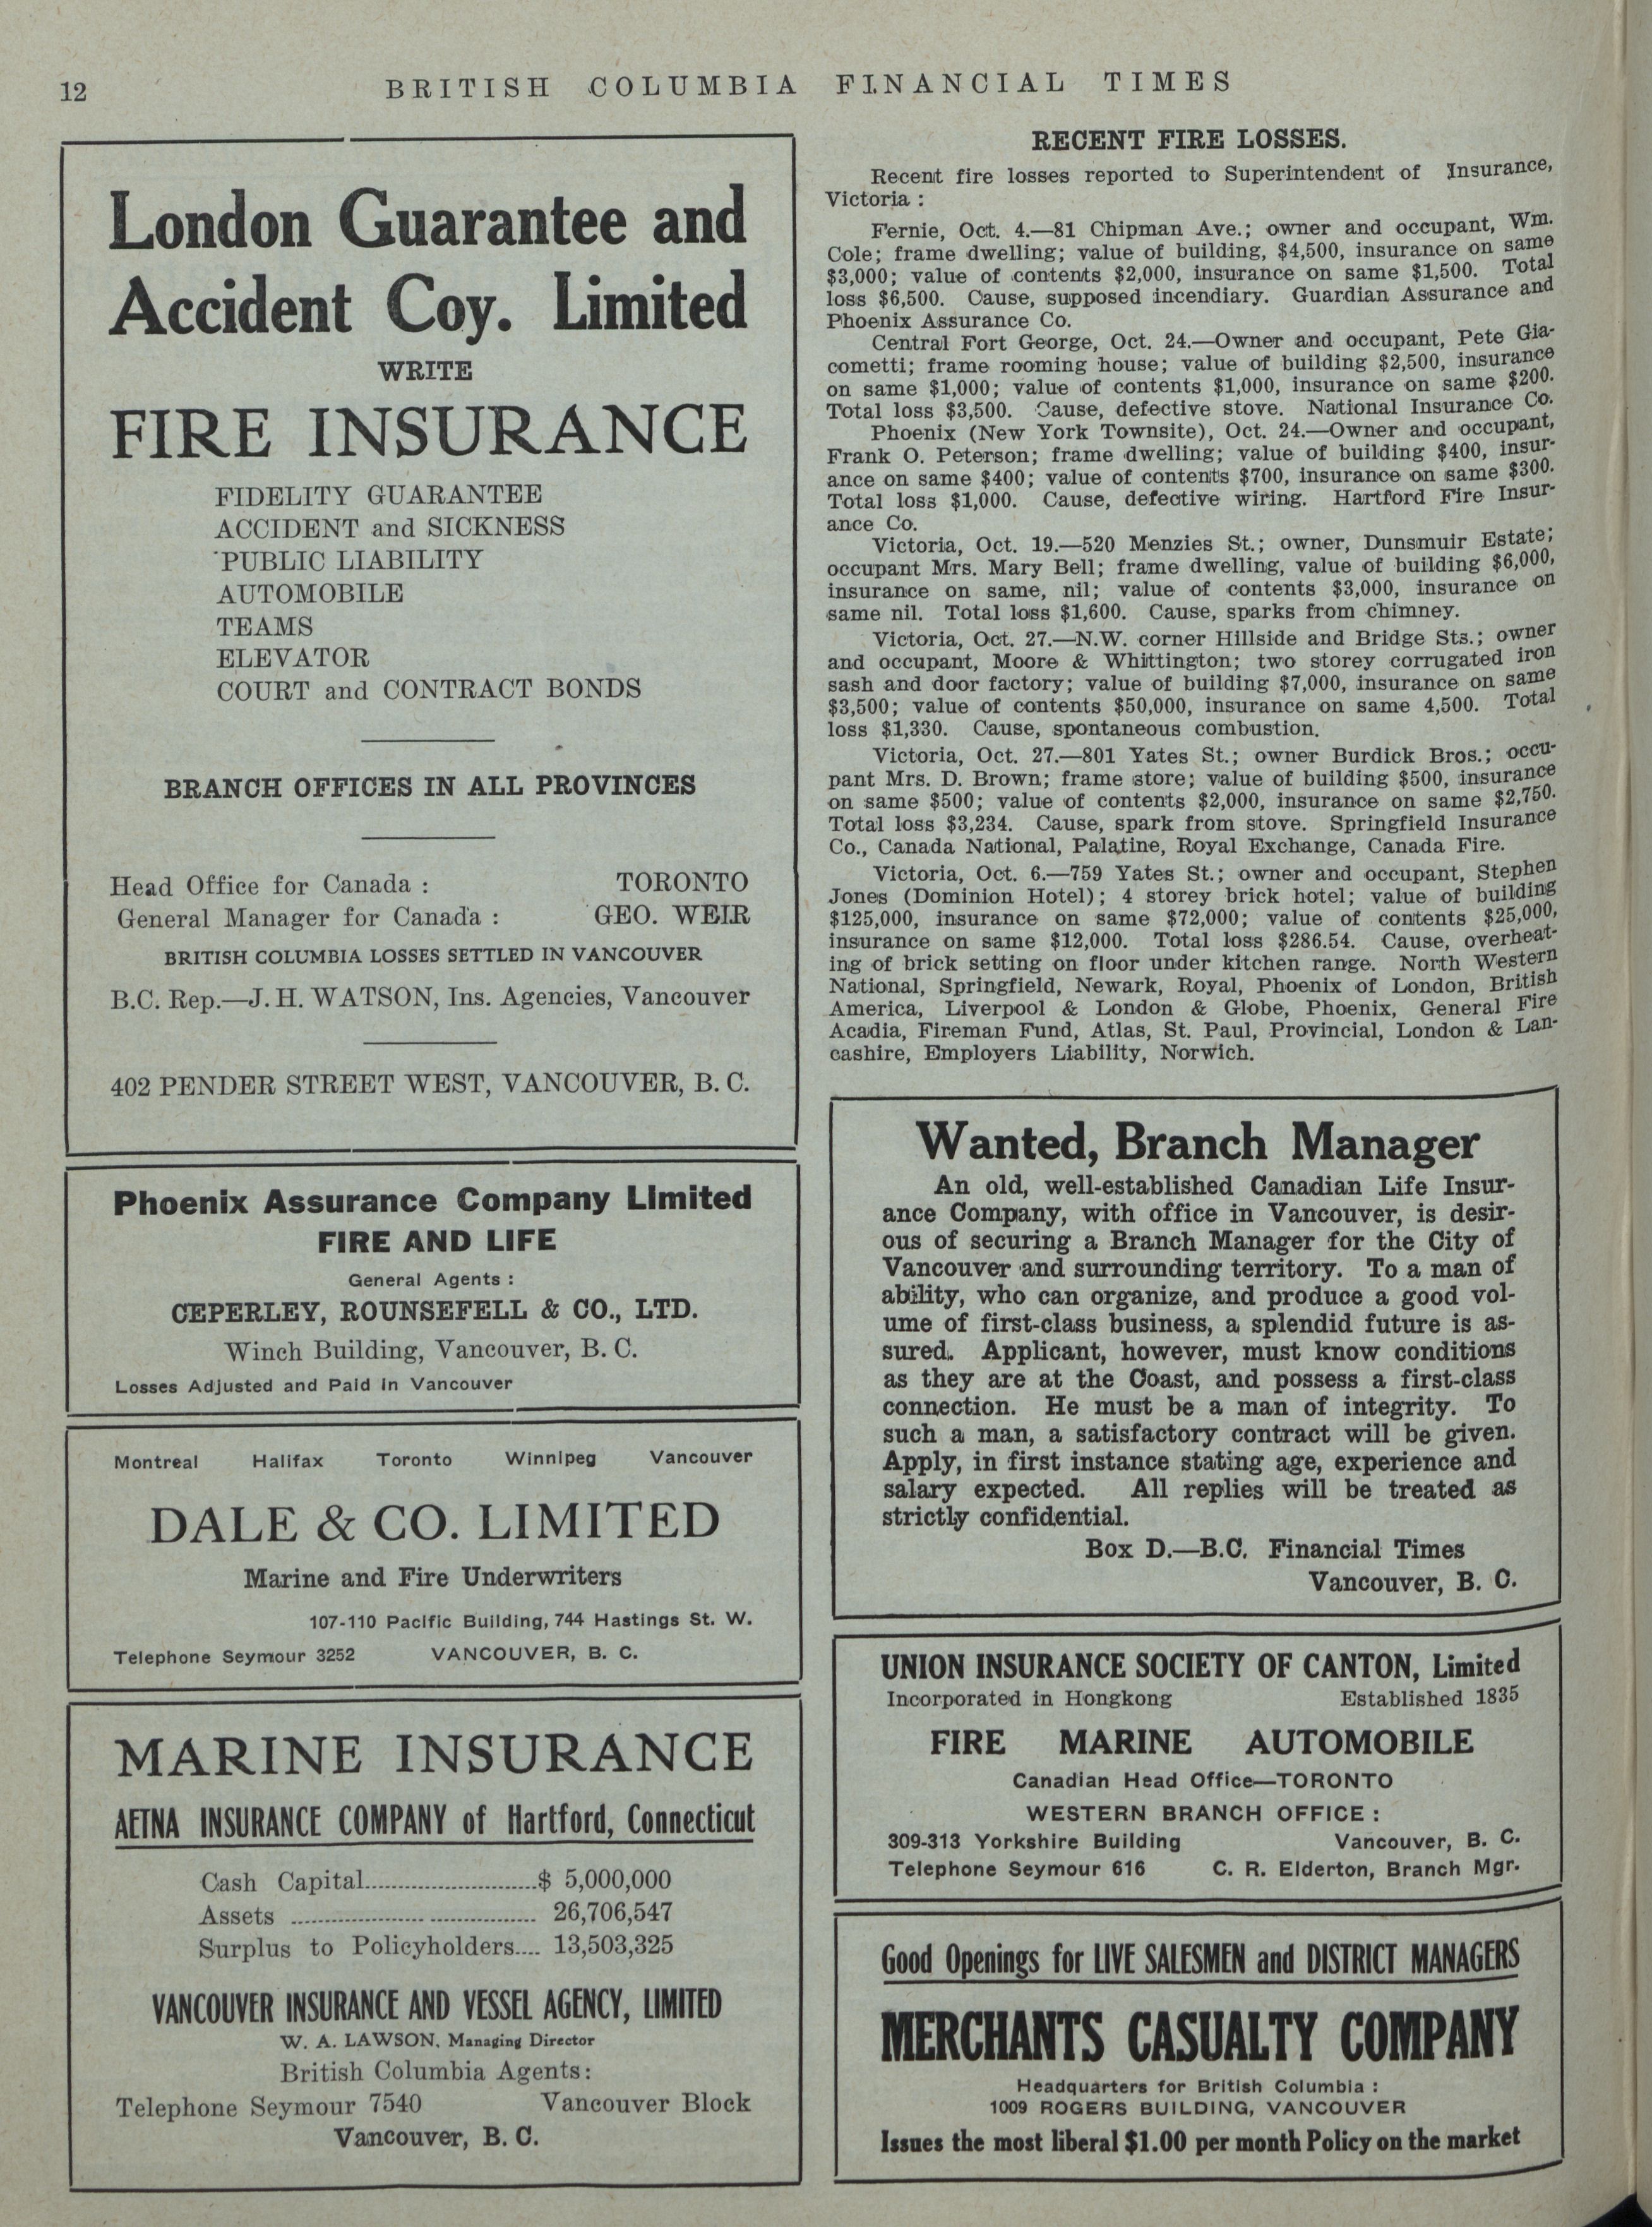 12
BRITISH COLUMBIA FINANCIAL TIMES
London Guarantee and
Accident Coy. Limited
WRITE
FIRE INSURANCE
FIDELITY GUARANTEE
ACCIDENT and SICKNESS
PUBLIC LIABILITY
AUTOMOBILE
TEAMS
ELEVATOR
COURT and CONTRACT BONDS
BRANCH OFFICES IN ALL PROVINCES
Head Office for Canada : TORONTO
General Manager for Canada : GEO. WEIR
BRITISH COLUMBIA LOSSES SETTLED IN VANCOUVER
B.C. Rep.—J. H. WATSON, Ins. Agencies, Vancouver
402 PENDER STREET WEST, VANCOUVER, B. C.
Phoenix Assurance Company Limited
FIRE AND LIFE
General Agents :
CEPERLEY, ROUNSEFELL & CO., LTD.
Winch Building, Vancouver, B. C.
Losses Adjusted and Paid in Vancouver
Montreal Halifax Toronto Winnipeg Vancouver
DALE & CO. LIMITED
Marine and Fire Underwriters
107-110 Pacific Building, 744 Hastings St. W.
Telephone Seymour 3252 VANCOUVER, B. C.
MARINE INSURANCE
AETNA INSURANCE COMPANY of Hartford, Connecticut
Cash Capital..........................$ 5,000,000
Assets ..................... ................ 26,706,547
Surplus to Policyholders.... 13,503,325
VANCOUVER INSURANCE AND VESSEL AGENCY, LIMITED
W. A. LAWSON, Managing Director
British Columbia Agents:
Telephone Seymour 7540 Vancouver Block
Vancouver, B. C.
RECENT FIRE LOSSES.
Recent fire losses reported to Superintendent of Insurance,
Victoria :
Fernie, Oct. 4.—81 Chipman Ave.; owner and occupant, Wm.
Cole; frame dwelling; value of building, $4,500, insurance on same
$3,000; value of contents $2,000, insurance on same $1,500. Total
loss $6,500. Cause, supposed incendiary. Guardian Assurance and
Phoenix Assurance Co.
Central Fort George, Oct. 24.—Owner and occupant, Pete Gia-
cometti; frame rooming house; value of building $2,500, insurance
on same $1,000; value of contents $1,000, insurance on same $200.
Total loss $3,500. Cause, defective stove. National Insurance Co.
Phoenix (New York Townsite), Oct. 24.—Owner and occupant,
Frank O. Peterson; frame dwelling; value of building $400, insur-
ance on same $400; value of contents $700, insurance on same $300.
Total loss $1,000. Cause, defective wiring. Hartford Fire Insur-
ance Co.
Victoria, Oct. 19.—520 Menzies St.; owner, Dunsmuir Estate;
occupant Mrs. Mary Bell; frame dwelling, value of building $6,000,
insurance on same, nil; value of contents $3,000, insurance on
same nil. Total loss $1,600. Cause, sparks from chimney.
Victoria, Oct. 27.—N.W. corner Hillside and Bridge Sts.; owner
and occupant, Moore & Whittington; two storey corrugated iron
sash and door factory; value of building $7,000, insurance on same
$3,500; value of contents $50,000, insurance on same 4,500. Total
loss $1,330. Cause, spontaneous combustion.
Victoria, Oct. 27.—801 Yates St.; owner Burdick Bros.; occu-
pant Mrs. D. Brown; frame store; value of building $500, insurance
on same $500; value of contents $2,000, insurance on same $2,750.
Total loss $3,234. Cause, spark from stove. Springfield Insurance
Co., Canada National, Palatine, Royal Exchange, Canada Fire.
Victoria, Oct. 6.—759 Yates St.; owner and occupant, Stephen
Jones (Dominion Hotel); 4 storey brick hotel; value of building
$125,000, insurance on same $72,000; value of contents $25,000,
insurance on same $12,000. Total loss $286.54. Cause, overheat-
ing of brick setting on floor under kitchen range. North Western
National, Springfield, Newark, Royal, Phoenix of London, British
America, Liverpool & London & Globe, Phoenix, General Fire
Acadia, Fireman Fund, Atlas, St. Paul, Provincial, London & Lan-
cashire, Employers Liability, Norwich.
Wanted, Branch Manager
An old, well-established Canadian Life Insur-
ance Company, with office in Vancouver, is desir-
ous of securing a Branch Manager for the City of
Vancouver and surrounding territory. To a man of
ability, who can organize, and produce a good vol-
ume of first-class business, a splendid future is as-
sured. Applicant, however, must know conditions
as they are at the Coast, and possess a first-class
connection. He must be a man of integrity. To
such a man, a satisfactory contract will be given.
Apply, in first instance stating age, experience and
salary expected. All replies will be treated as
strictly confidential.
Box D.—B.C. Financial Times
Vancouver, B. C.
UNION INSURANCE SOCIETY OF CANTON, Limited
Incorporated in Hongkong Established 1835
FIRE MARINE AUTOMOBILE
Canadian Head Office—TORONTO
WESTERN BRANCH OFFICE :
309-313 Yorkshire Building Vancouver, B. C.
Telephone Seymour 616 C. R. Elderton, Branch Mgr.
Good Openings for LIVE SALESMEN and DISTRICT MANAGERS
MERCHANTS CASUALTY COMPANY
Headquarters for British Columbia :
1009 ROGERS BUILDING, VANCOUVER
Issues the most liberal $1.00 per month Policy on the market